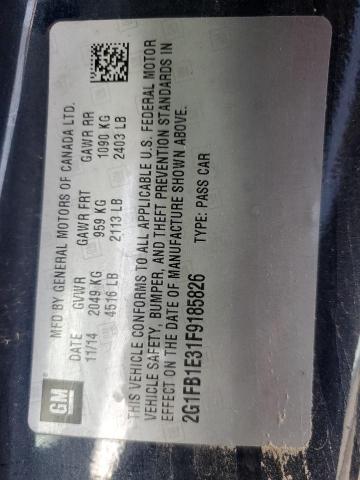 GM
MFD BY GENERAL MOTORS OF CANADA LTD.
DATE GVWR GAWR FRT GAWR RR
11/14 2049 KG 959 KG 1090 KG
4516 LB 2113 LB 2403 LB
THIS VEHICLE CONFORMS TO ALL APPLICABLE U.S. FEDERAL MOTOR
VEHICLE SAFETY, BUMPER, AND THEFT PREVENTION STANDARDS IN
EFFECT ON THE DATE OF MANUFACTURE SHOWN ABOVE.
2G1FB1E31F9185826 TYPE: PASS CAR